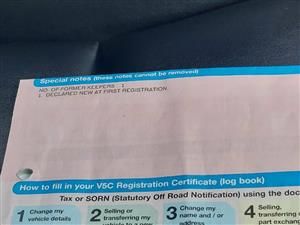 Special notes (these notes cannot be removed)
NO. OF FORMER KEEPERS : 1
1. DECLARED NEW AT FIRST REGISTRATION.
How to fill in your V5C Registration Certificate (log book)
Tax or SORN (Statutory Off Road Notification) using the doc
1 Change my vehicle details
2 Selling or transferring my vehicle to a new
3 Change my name and / or address
4 Selling, transferring part exchan